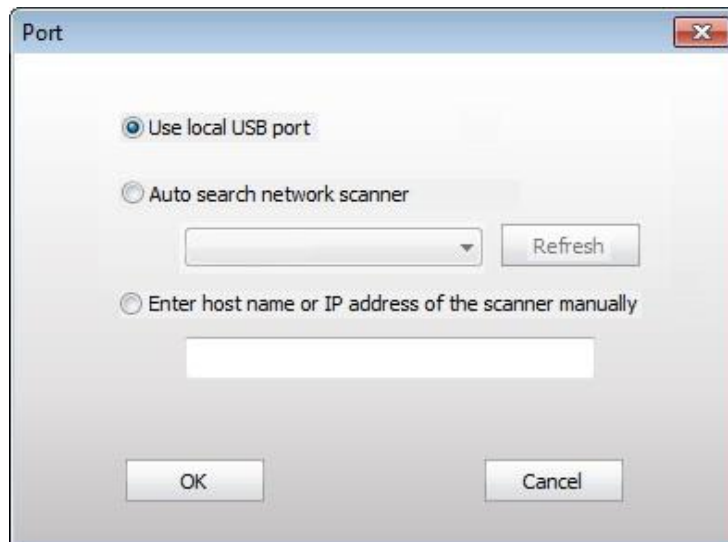 Port
Use local USB port
Auto search network scanner
Refresh
Enter host name or IP address of the scanner manually
OK
Cancel